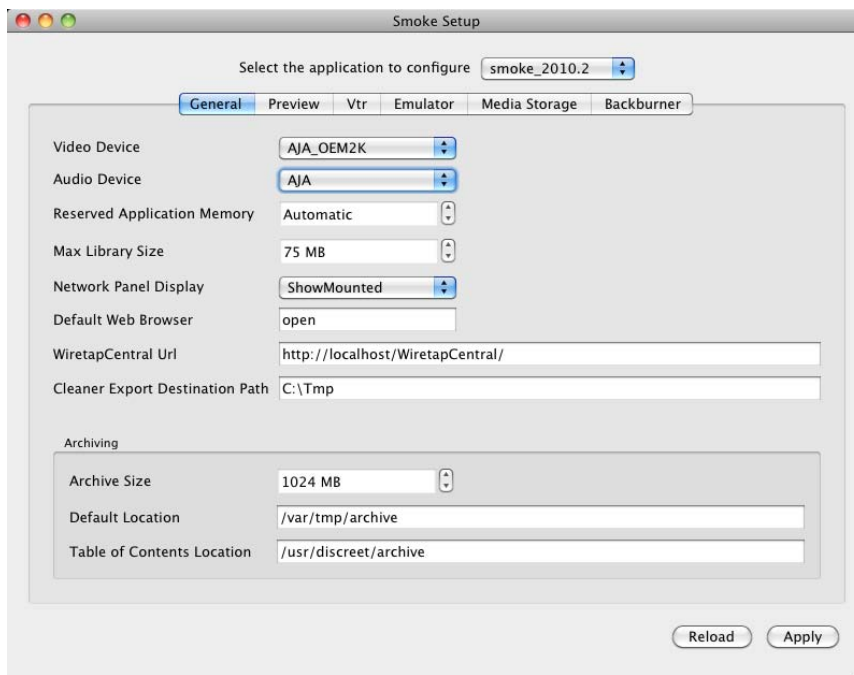 Smoke Setup
Select the application to configure smoke_2010.2
General Preview Vtr Emulator Media Storage Backburner
Video Device AJA_OEM2K
Audio Device AJA
Reserved Application Memory Automatic
Max Library Size 75 MB
Network Panel Display ShowMounted
Default Web Browser open
WiretapCentral Url http://localhost/WiretapCentral/
Cleaner Export Destination Path C:\Tmp
Archiving
Archive Size 1024 MB
Default Location /var/tmp/archive
Table of Contents Location /usr/discreet/archive
Reload Apply